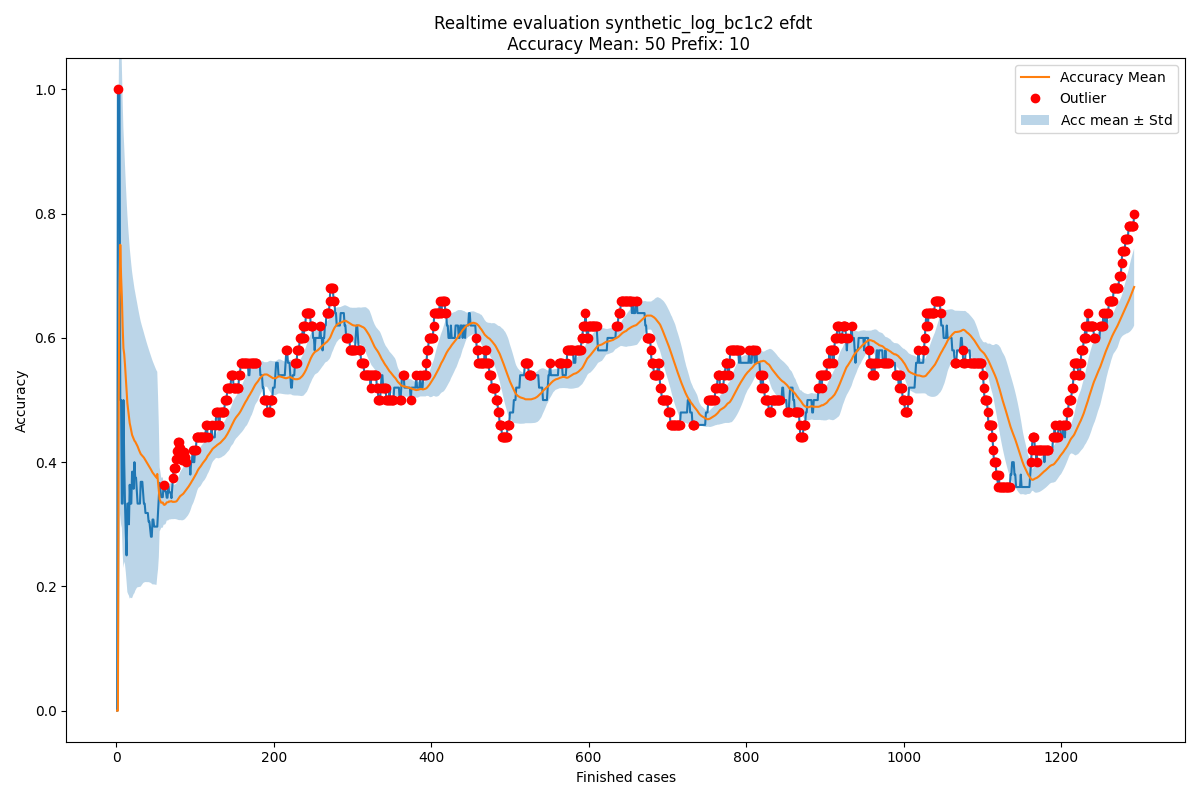 Realtime evaluation synthetic_log_bc1c2 efdt
Accuracy Mean: 50 Prefix: 10
Accuracy Mean
Outlier
Acc mean ± Std
1.0
0.8
0.6
0.4
0.2
0.0
Accuracy
0 200 400 600 800 1000 1200
Finished cases